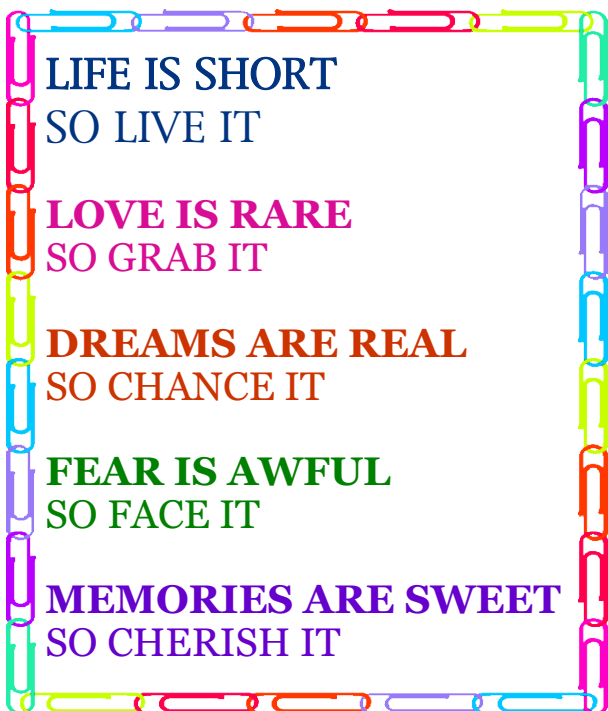 LIFE IS SHORT
SO LIVE IT
LOVE IS RARE
SO GRAB IT
DREAMS ARE REAL
SO CHANCE IT
FEAR IS AWFUL
SO FACE IT
MEMORIES ARE SWEET
SO CHERISH IT